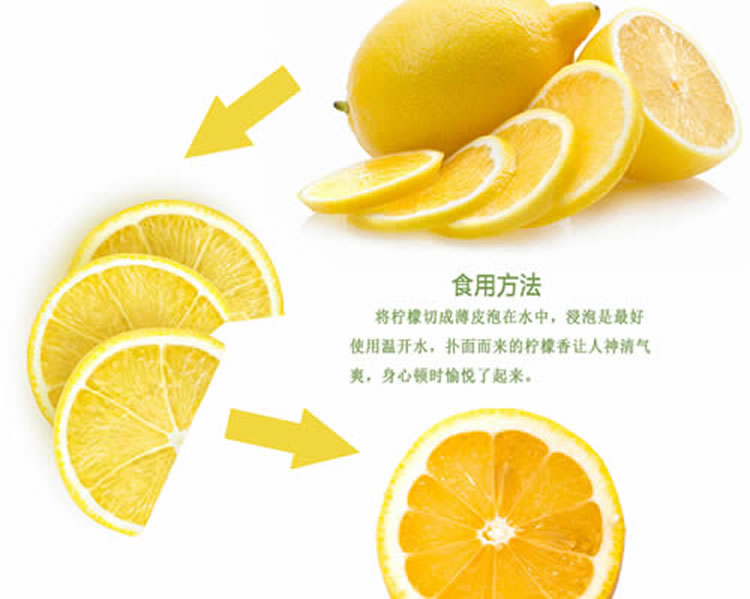 食用方法
将柠檬切成薄皮泡在水中，浸泡是最好
使用温开水，扑面而来的柠檬香让人神清气
爽，身心顿时愉悦了起来。